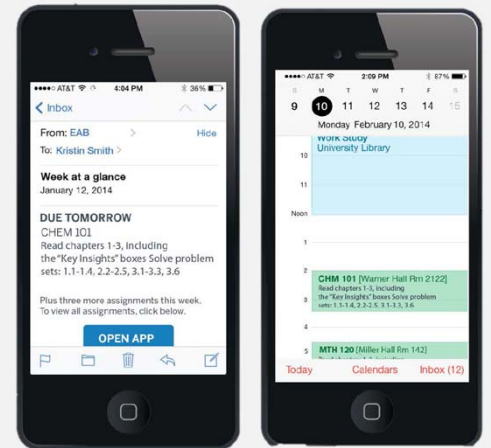 AT&T 4:04 PM 36%
Inbox
From: EAB Hide
To: Kristin Smith
Week at a glance
January 12, 2014
DUE TOMORROW
CHEM 101
Read chapters 1-3, including
the "Key Insights" boxes Solve problem
sets: 1.1-1.4, 2.2-2.5, 3.1-3.3, 3.6
Plus three more assignments this week.
To view all assignments, click below.
OPEN APP
AT&T 2:09 PM 87%
S M T W T F S
9 10 11 12 13 14 15
Monday February 10, 2014
Work Study
University Library
10
11
Noon
1
2
CHM 101 [Warner Hall Rm 2122]
Read chapters 1-3, including
the "Key Insights" boxes Solve problem
sets: 1.1-1.4, 2.2-2.5, 3.1-3.3, 3.6
3
4
5
MTH 120 [Miller Hall Rm 142]
Today Calendars Inbox (12)